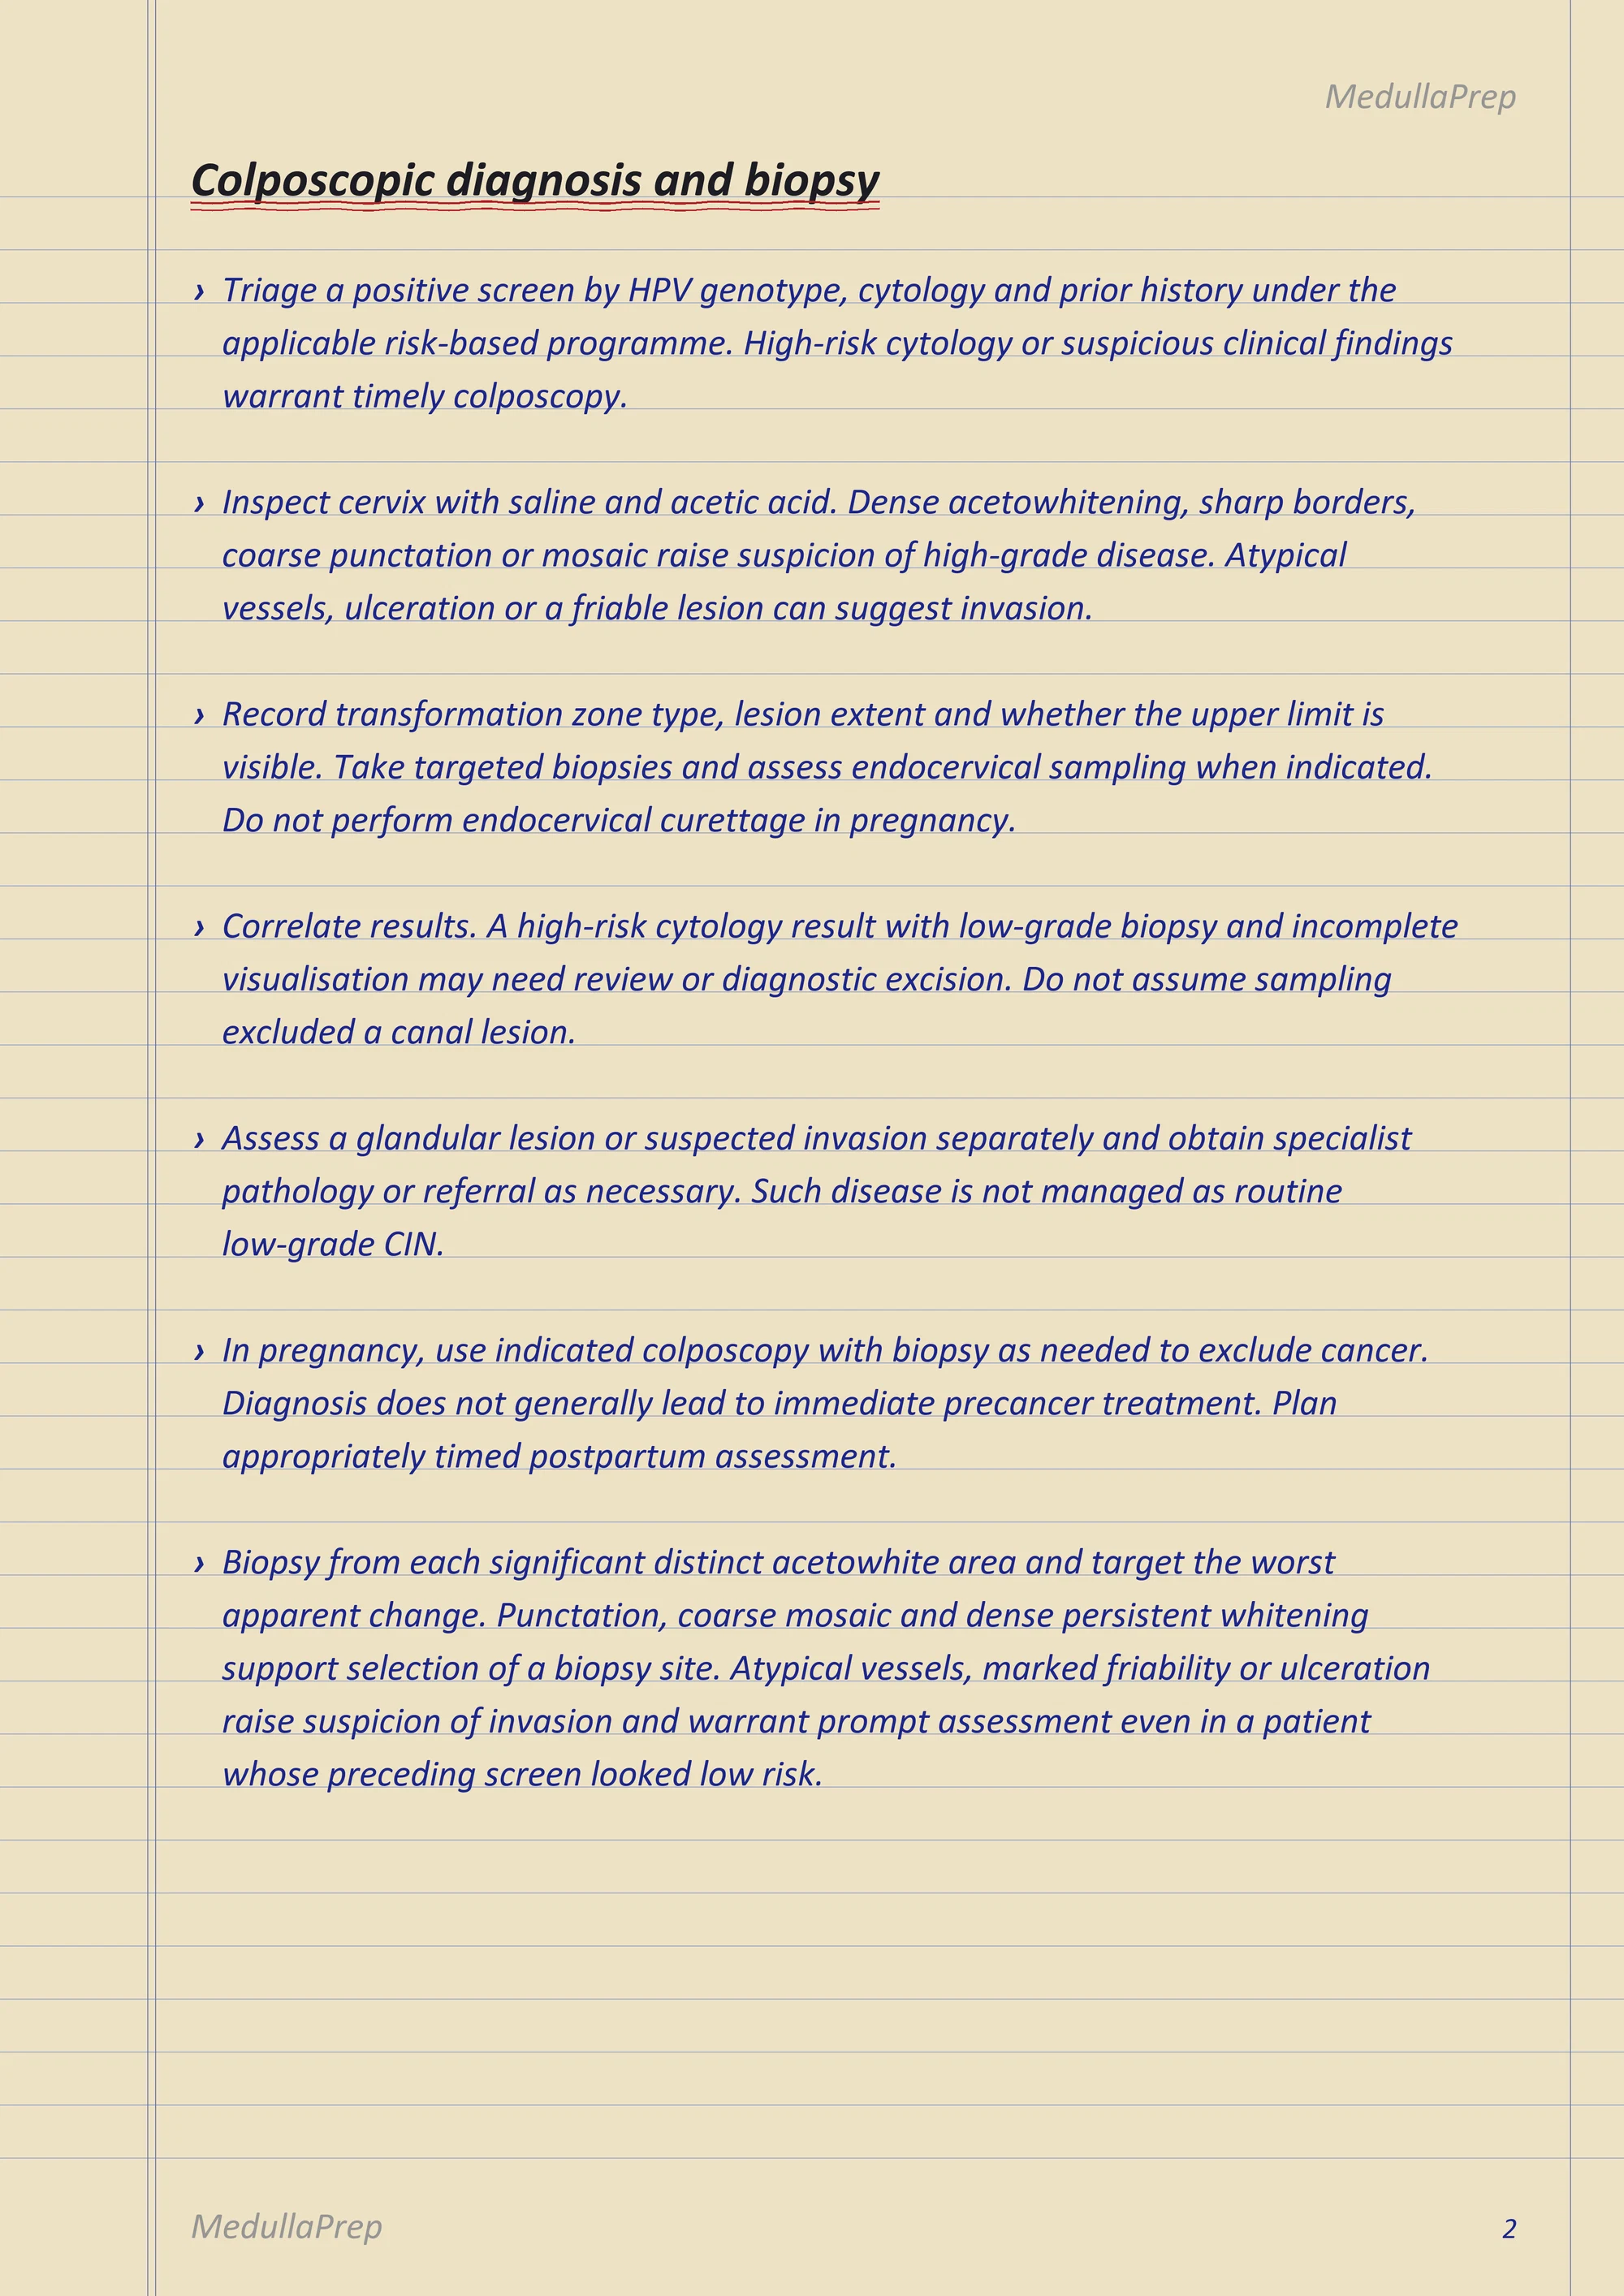 MedullaPrep
Colposcopic diagnosis and biopsy
› Triage a positive screen by HPV genotype, cytology and prior history under the
applicable risk-based programme. High-risk cytology or suspicious clinical findings
warrant timely colposcopy.
› Inspect cervix with saline and acetic acid. Dense acetowhitening, sharp borders,
coarse punctation or mosaic raise suspicion of high-grade disease. Atypical
vessels, ulceration or a friable lesion can suggest invasion.
› Record transformation zone type, lesion extent and whether the upper limit is
visible. Take targeted biopsies and assess endocervical sampling when indicated.
Do not perform endocervical curettage in pregnancy.
› Correlate results. A high-risk cytology result with low-grade biopsy and incomplete
visualisation may need review or diagnostic excision. Do not assume sampling
excluded a canal lesion.
› Assess a glandular lesion or suspected invasion separately and obtain specialist
pathology or referral as necessary. Such disease is not managed as routine
low-grade CIN.
› In pregnancy, use indicated colposcopy with biopsy as needed to exclude cancer.
Diagnosis does not generally lead to immediate precancer treatment. Plan
appropriately timed postpartum assessment.
› Biopsy from each significant distinct acetowhite area and target the worst
apparent change. Punctation, coarse mosaic and dense persistent whitening
support selection of a biopsy site. Atypical vessels, marked friability or ulceration
raise suspicion of invasion and warrant prompt assessment even in a patient
whose preceding screen looked low risk.
MedullaPrep
2